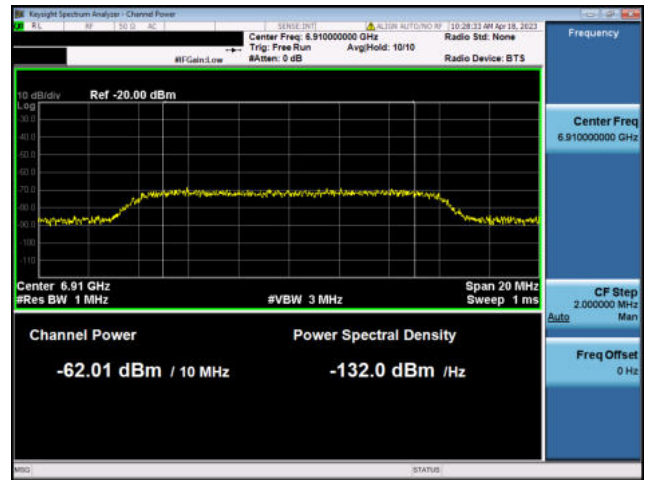 Keysight Spectrum Analyzer - Channel Power
RL RF 50 Ω AC SENSE:INT ALIGN AUTO/NO RF 10:28:33 AM Apr 18, 2023
Center Freq: 6.910000000 GHz Radio Std: None
Trig: Free Run Avg|Hold: 10/10
#IFGain:Low #Atten: 0 dB Radio Device: BTS
10 dB/div Ref -20.00 dBm
Log
-30.0
-40.0
-50.0
-60.0
-70.0
-80.0
-90.0
-100
-110
Center 6.91 GHz Span 20 MHz
#Res BW 1 MHz #VBW 3 MHz Sweep 1 ms
Channel Power Power Spectral Density
-62.01 dBm / 10 MHz -132.0 dBm /Hz
MSG STATUS
Frequency
Center Freq
6.910000000 GHz
CF Step
2.000000 MHz
Auto Man
Freq Offset
0 Hz